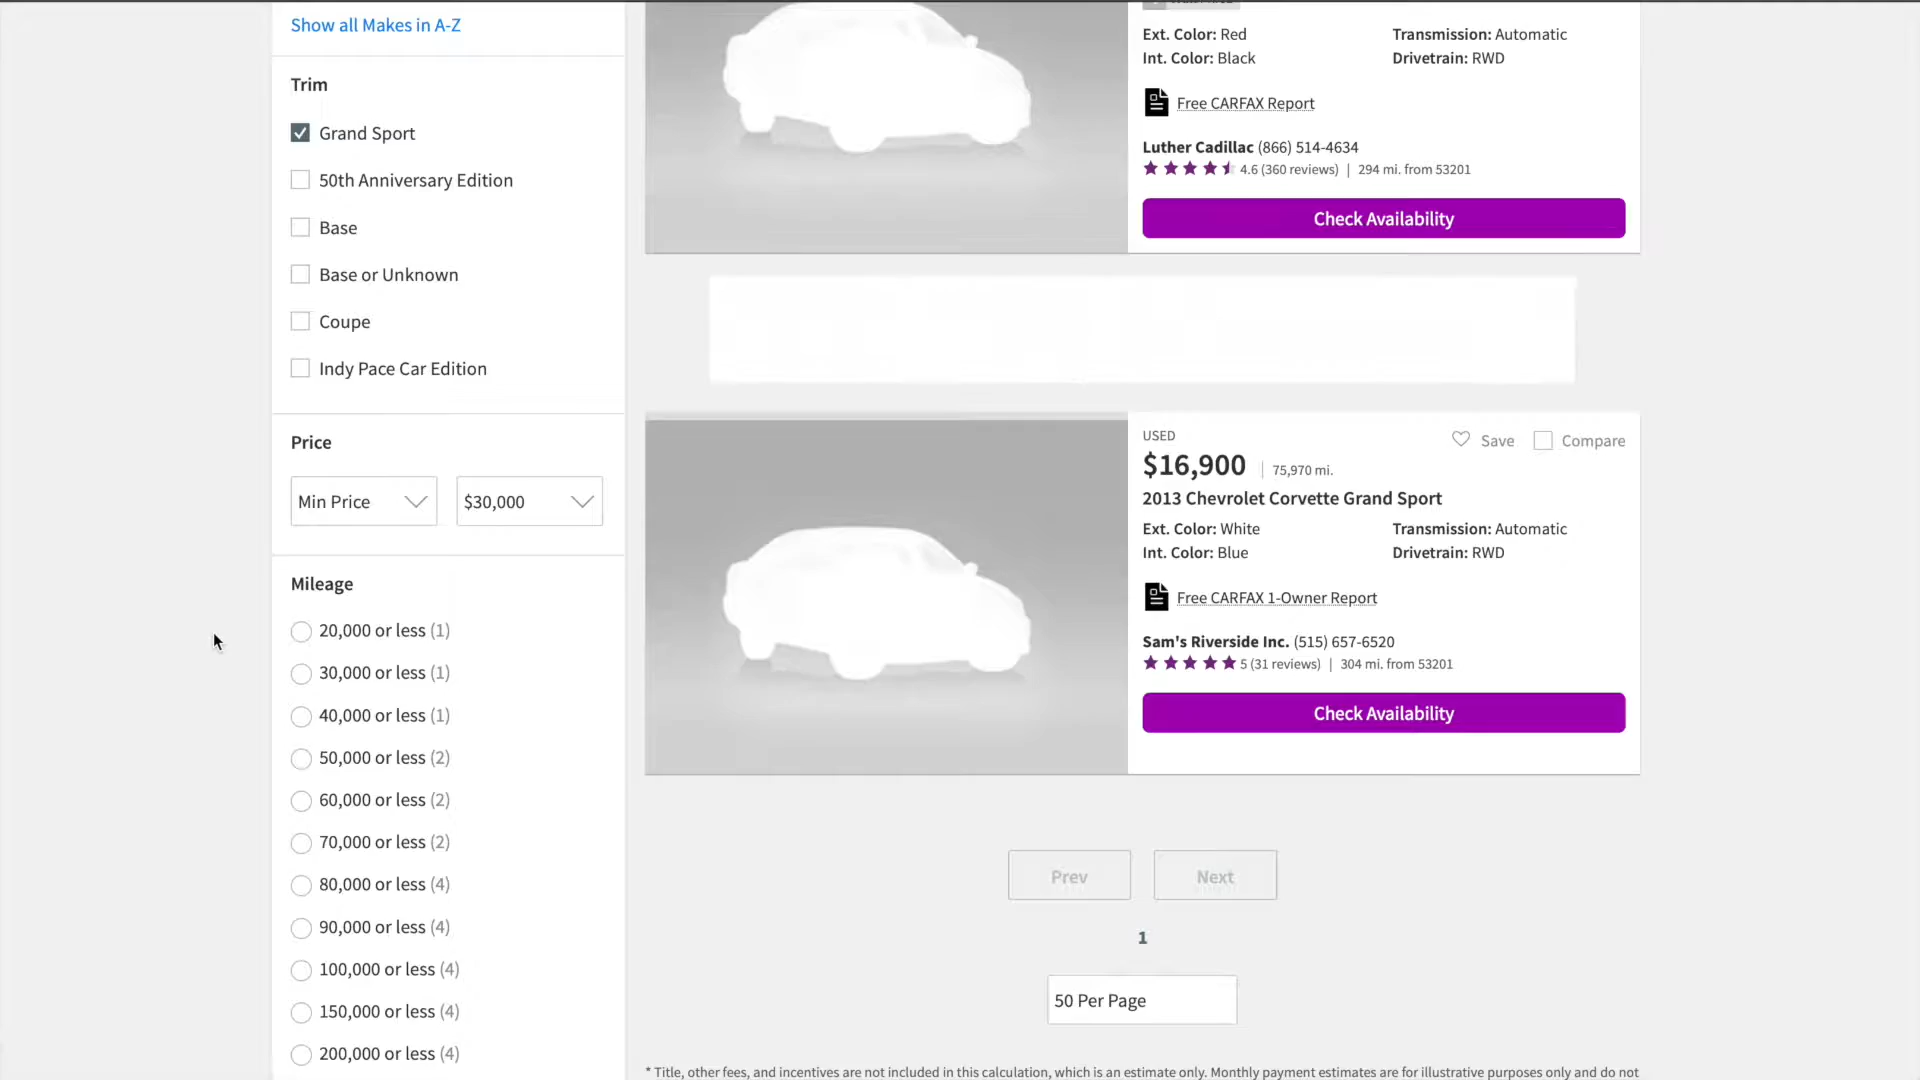 Show all Makes in A-Z
Trim
Grand Sport
50th Anniversary Edition
Base
Base or Unknown
Coupe
Indy Pace Car Edition
Price
Min Price
$30,000
Mileage
20,000 or less (1)
30,000 or less (1)
40,000 or less (1)
50,000 or less (2)
60,000 or less (2)
70,000 or less (2)
80,000 or less (4)
90,000 or less (4)
100,000 or less (4)
150,000 or less (4)
200,000 or less (4)
Ext. Color: Red
Transmission: Automatic
Int. Color: Black
Drivetrain: RWD
Free CARFAX Report
Luther Cadillac (866) 514-4634
4.6 (360 reviews) | 294 mi. from 53201
Check Availability
USED
Save
Compare
$16,900 | 75,970 mi.
2013 Chevrolet Corvette Grand Sport
Ext. Color: White
Transmission: Automatic
Int. Color: Blue
Drivetrain: RWD
Free CARFAX 1-Owner Report
Sam's Riverside Inc. (515) 657-6520
5 (31 reviews) | 304 mi. from 53201
Check Availability
Prev
Next
1
50 Per Page
* Title, other fees, and incentives are not included in this calculation, which is an estimate only. Monthly payment estimates are for illustrative purposes only and do not